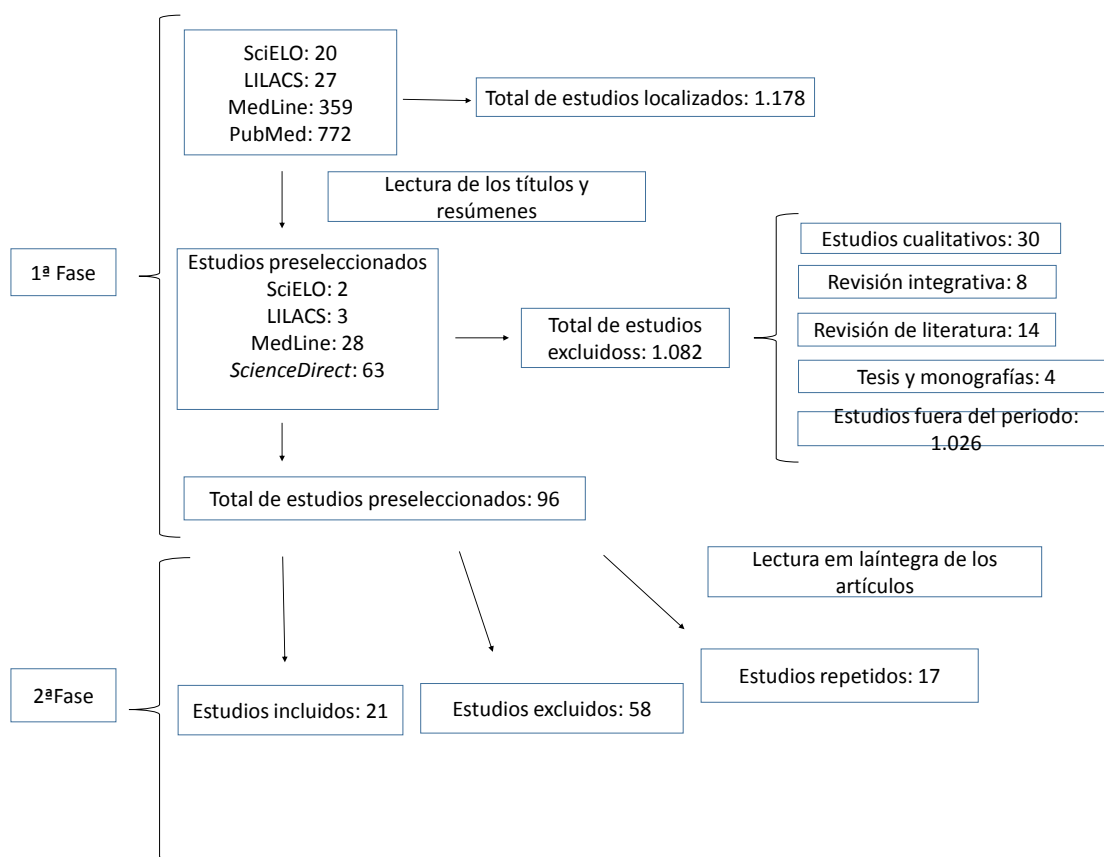 SciELO: 20
LILACS: 27
MedLine: 359
PubMed: 772
Total de estudios localizados: 1.178
Lectura de los títulos y
resúmenes
1ª Fase
Estudios preseleccionados
SciELO: 2
LILACS: 3
MedLine: 28
ScienceDirect: 63
Total de estudios
excluidoss: 1.082
Estudios cualitativos: 30
Revisión integrativa: 8
Revisión de literatura: 14
Tesis y monografías: 4
Estudios fuera del periodo:
1.026
Total de estudios preseleccionados: 96
Lectura em laíntegra de los
artículos
2ªFase
Estudios incluidos: 21
Estudios excluidos: 58
Estudios repetidos: 17